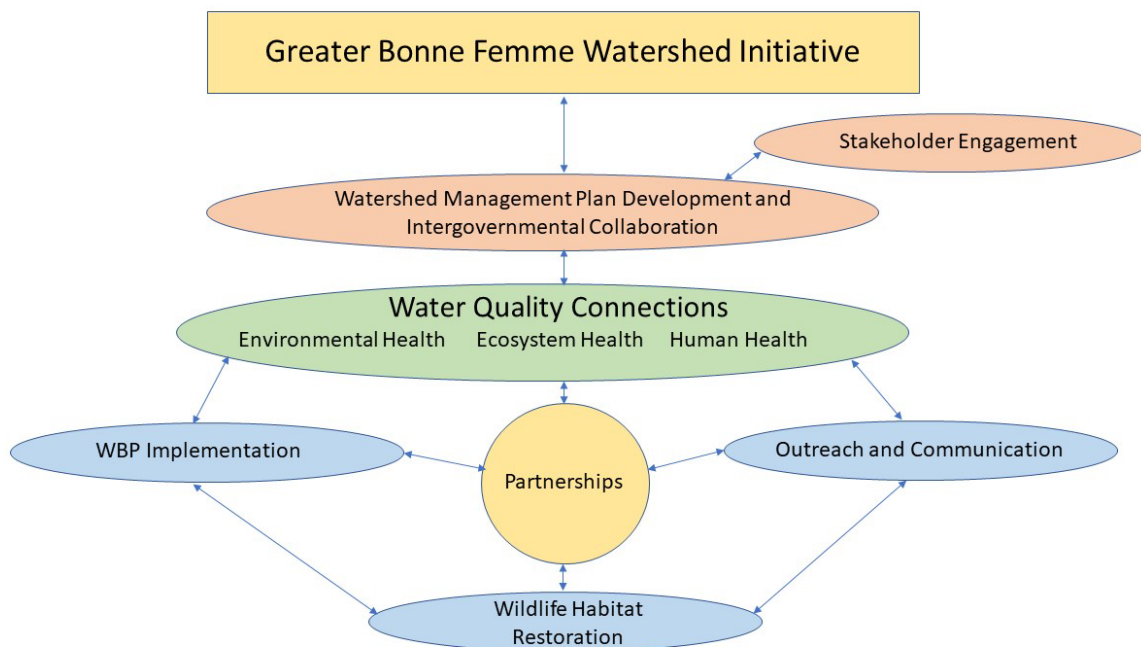 Greater Bonne Femme Watershed Initiative
Stakeholder Engagement
Watershed Management Plan Development and
Intergovernmental Collaboration
Water Quality Connections
Environmental Health Ecosystem Health Human Health
WBP Implementation
Partnerships
Outreach and Communication
Wildlife Habitat
Restoration